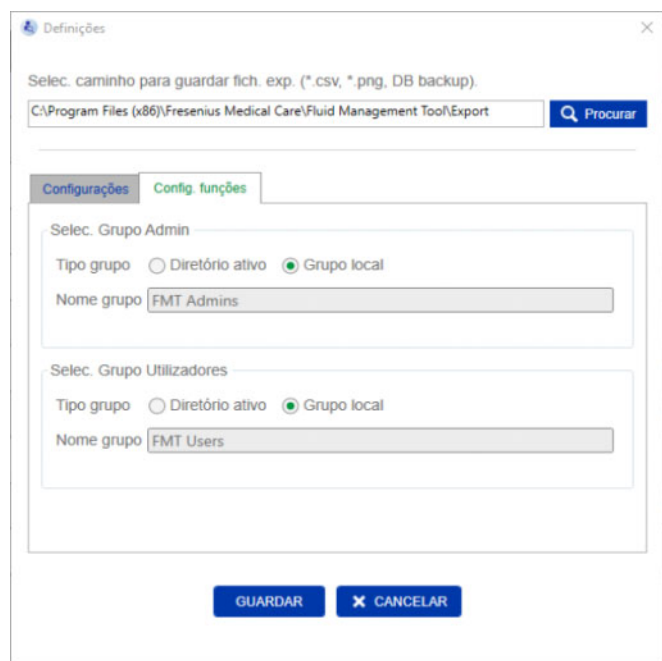 Definições
Selec. caminho para guardar fich. exp. (*.csv, *.png, DB backup).
C:\Program Files (x86)\Fresenius Medical Care\Fluid Management Tool\Export Procurar
Configurações Config. funções
Selec. Grupo Admin
Tipo grupo Diretório ativo Grupo local
Nome grupo FMT Admins
Selec. Grupo Utilizadores
Tipo grupo Diretório ativo Grupo local
Nome grupo FMT Users
GUARDAR CANCELAR